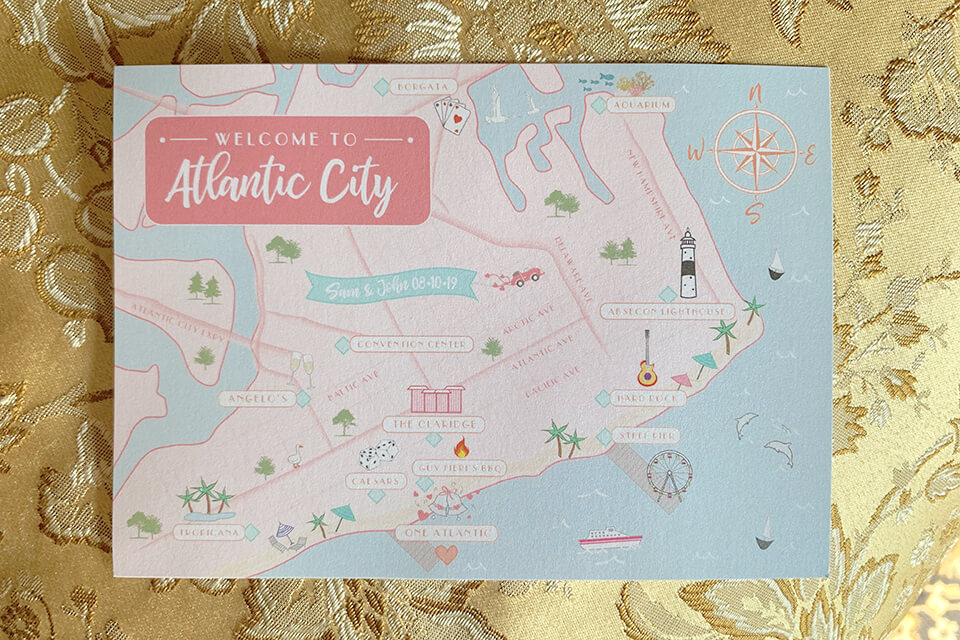 WELCOME TO
Atlantic City
BORGATA
AQUARIUM
N
W
E
S
NEW HAMPSHIRE AVE
DELAWARE AVE
Sam & John 08•10•19
ABSECON LIGHTHOUSE
ATLANTIC CITY EXPY
CONVENTION CENTER
ARCTIC AVE
ATLANTIC AVE
PACIFIC AVE
BALTIC AVE
ANGELO'S
HARD ROCK
THE CLARIDGE
STEEL PIER
GUY FIERI'S BBQ
CAESARS
TROPICANA
ONE ATLANTIC